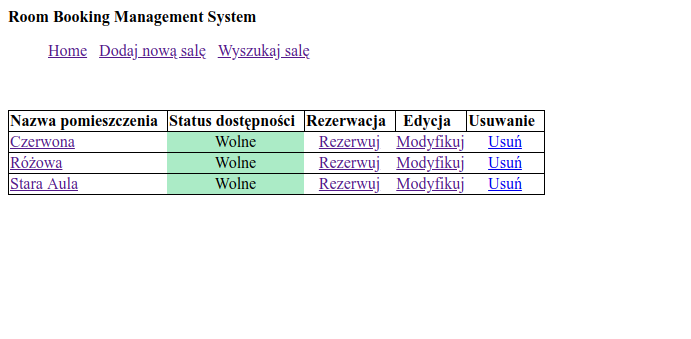 Room Booking Management System
Home Dodaj nową salę Wyszukaj salę
Nazwa pomieszczenia Status dostępności Rezerwacja Edycja Usuwanie
Czerwona Wolne Rezerwuj Modyfikuj Usuń
Różowa Wolne Rezerwuj Modyfikuj Usuń
Stara Aula Wolne Rezerwuj Modyfikuj Usuń